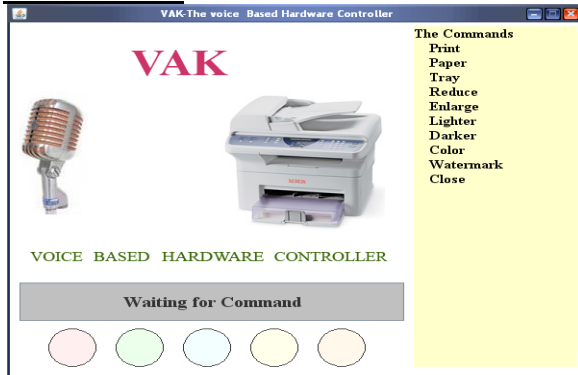 VAK-The voice Based Hardware Controller
VAK
XEROX
VOICE BASED HARDWARE CONTROLLER
Waiting for Command
The Commands
Print
Paper
Tray
Reduce
Enlarge
Lighter
Darker
Color
Watermark
Close